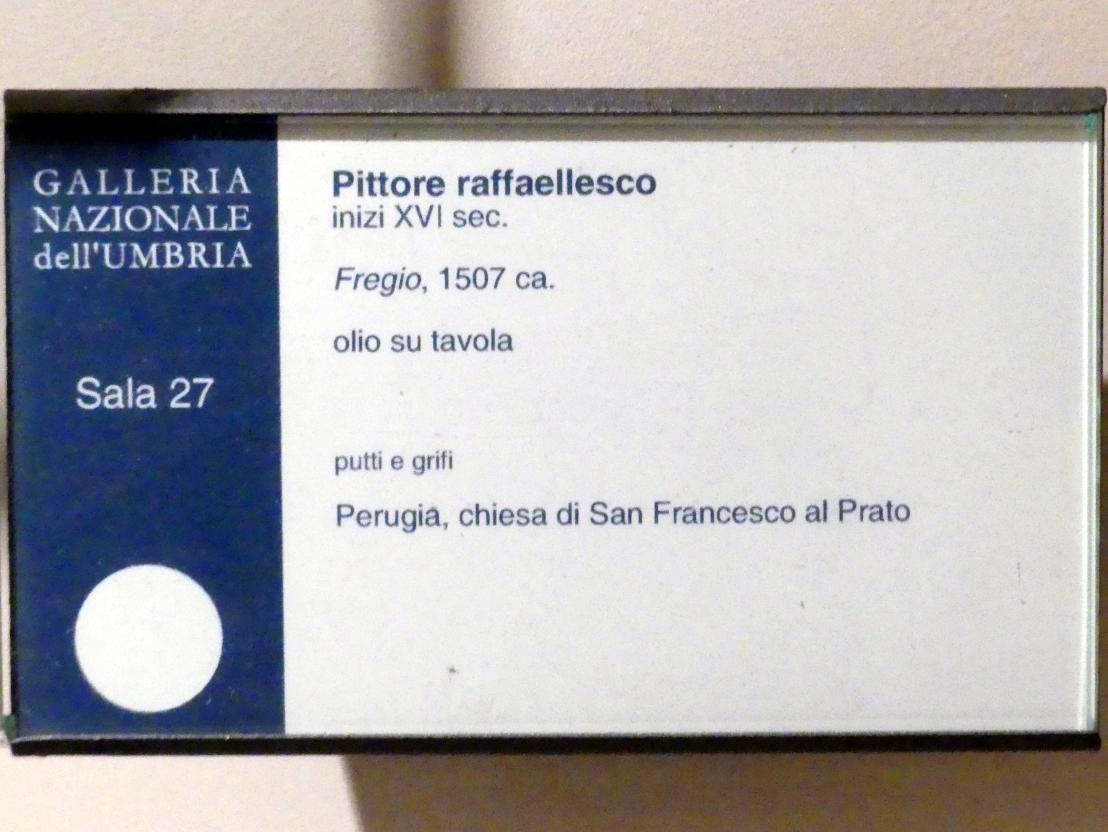 GALLERIA
NAZIONALE
dell'UMBRIA
Sala 27
Pittore raffaellesco
inizi XVI sec.
Fregio, 1507 ca.
olio su tavola
putti e grifi
Perugia, chiesa di San Francesco al Prato